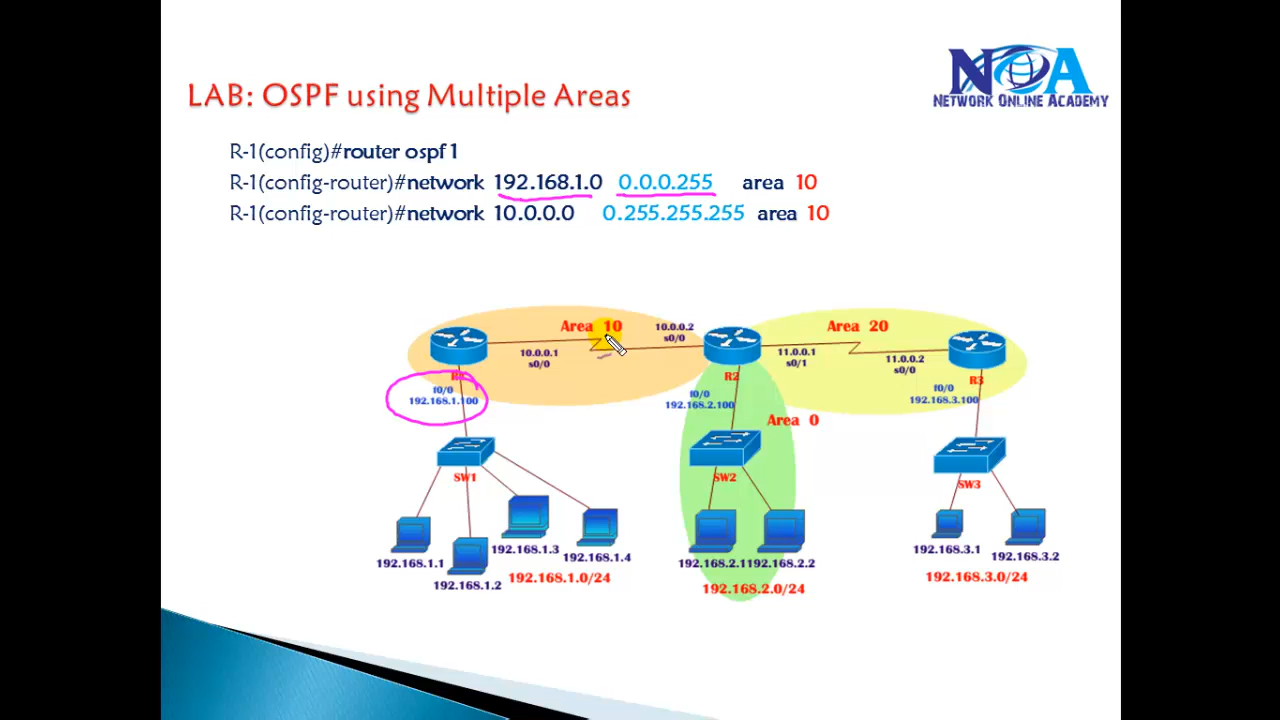 NOA
NETWORK ONLINE ACADEMY
LAB: OSPF using Multiple Areas
R-1(config)#router ospf 1
R-1(config-router)#network 192.168.1.0 0.0.0.255 area 10
R-1(config-router)#network 10.0.0.0 0.255.255.255 area 10
Area 10
10.0.0.2
s0/0
10.0.0.1
s0/0
R1
f0/0
192.168.1.100
Area 20
11.0.0.1
s0/1
11.0.0.2
s0/0
R2
f0/0
192.168.2.100
Area 0
R3
f0/0
192.168.3.100
SW1
SW2
SW3
192.168.1.1
192.168.1.2
192.168.1.3
192.168.1.4
192.168.1.0/24
192.168.2.1
192.168.2.2
192.168.2.0/24
192.168.3.1
192.168.3.2
192.168.3.0/24